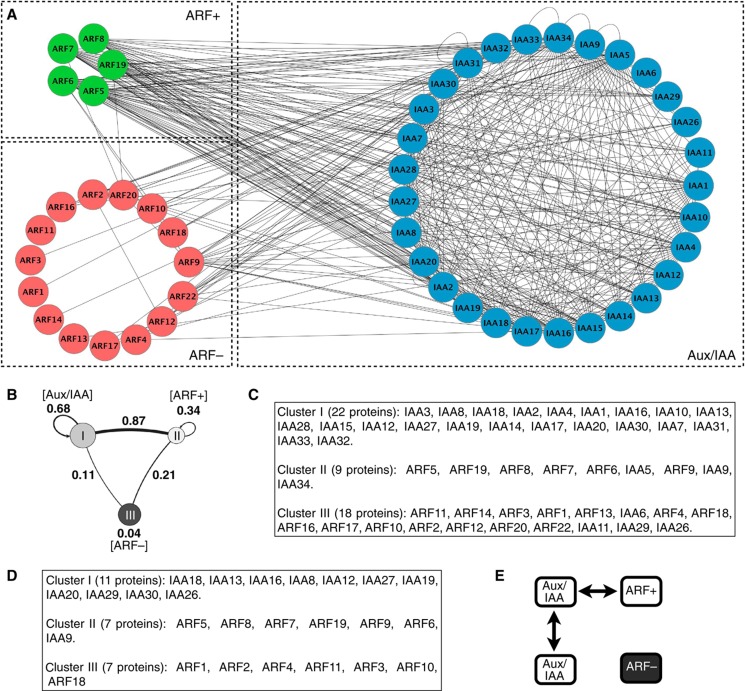 A
ARF+
ARF8
ARF7
ARF19
ARF6
ARF5
IAA34
IAA33
IAA9
IAA32
IAA5
IAA31
IAA6
IAA30
IAA29
IAA3
IAA26
IAA7
IAA11
IAA28
IAA1
IAA27
IAA10
IAA8
IAA4
IAA20
IAA12
IAA2
IAA13
IAA19
IAA14
IAA18
IAA15
IAA17
IAA16
Aux/IAA
ARF2
ARF20
ARF16
ARF10
ARF11
ARF18
ARF3
ARF9
ARF1
ARF22
ARF14
ARF12
ARF13
ARF4
ARF17
ARF–
B
[Aux/IAA]
0.68
[ARF+]
0.34
0.87
I
II
0.11
0.21
III
0.04
[ARF–]
C
Cluster I (22 proteins): IAA3, IAA8, IAA18, IAA2, IAA4, IAA1, IAA16, IAA10, IAA13,
IAA28, IAA15, IAA12, IAA27, IAA19, IAA14, IAA17, IAA20, IAA30, IAA7, IAA31,
IAA33, IAA32.
Cluster II (9 proteins): ARF5, ARF19, ARF8, ARF7, ARF6, IAA5, ARF9, IAA9,
IAA34.
Cluster III (18 proteins): ARF11, ARF14, ARF3, ARF1, ARF13, IAA6, ARF4, ARF18,
ARF16, ARF17, ARF10, ARF2, ARF12, ARF20, ARF22, IAA11, IAA29, IAA26.
D
Cluster I (11 proteins): IAA18, IAA13, IAA16, IAA8, IAA12, IAA27, IAA19,
IAA20, IAA29, IAA30, IAA26.
Cluster II (7 proteins): ARF5, ARF8, ARF7, ARF19, ARF9, ARF6,
IAA9.
Cluster III (7 proteins): ARF1, ARF2, ARF4, ARF11, ARF3, ARF10,
ARF18
E
Aux/
IAA
ARF+
Aux/
IAA
ARF–